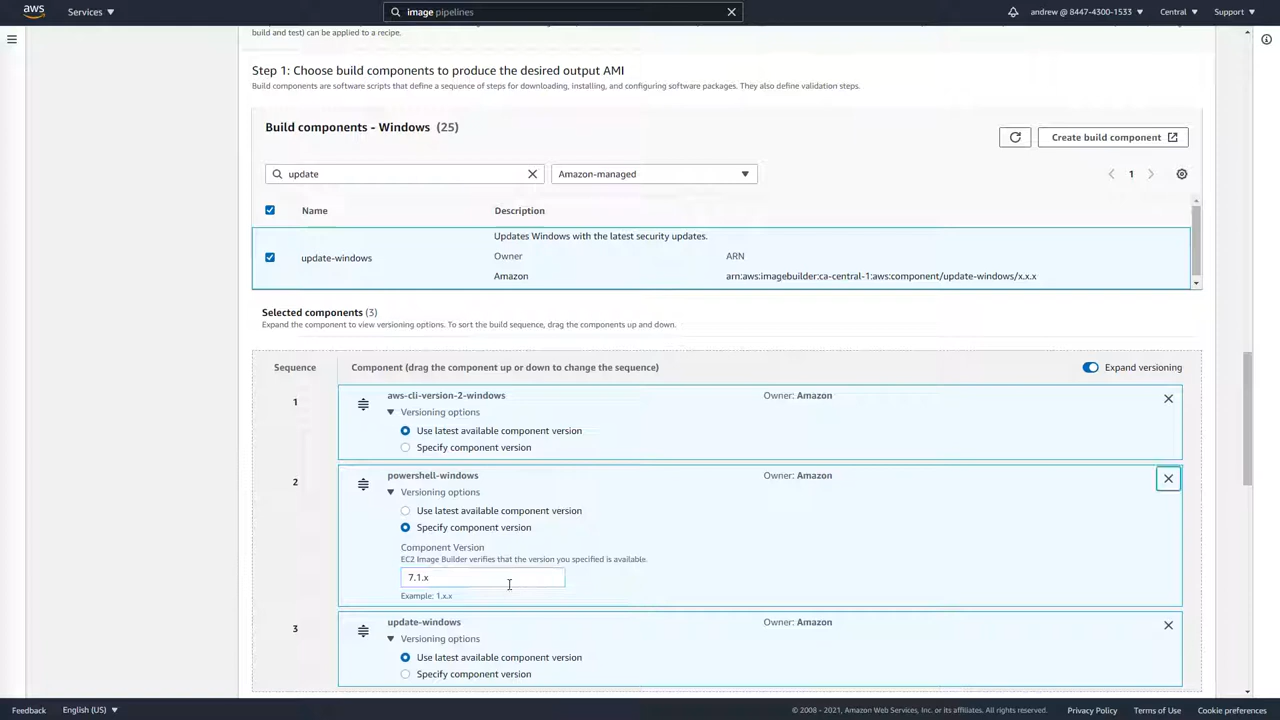 aws
Services
image pipelines
andrew @ 8447-4300-1533
Central
Support
build and test) can be applied to a recipe.
Step 1: Choose build components to produce the desired output AMI
Build components are software scripts that define a sequence of steps for downloading, installing, and configuring software packages. They also define validation steps.
Build components - Windows (25)
Create build component
update
Amazon-managed
1
Name
Description
update-windows
Updates Windows with the latest security updates.
Owner
ARN
Amazon
arn:aws:imagebuilder:ca-central-1:aws:component/update-windows/x.x.x
Selected components (3)
Expand the component to view versioning options. To sort the build sequence, drag the components up and down.
Sequence
Component (drag the component up or down to change the sequence)
Expand versioning
1
aws-cli-version-2-windows
Owner: Amazon
Versioning options
Use latest available component version
Specify component version
2
powershell-windows
Owner: Amazon
Versioning options
Use latest available component version
Specify component version
Component Version
EC2 Image Builder verifies that the version you specified is available.
7.1.x
Example: 1.x.x
3
update-windows
Owner: Amazon
Versioning options
Use latest available component version
Specify component version
Feedback
English (US)
© 2008 - 2021, Amazon Web Services, Inc. or its affiliates. All rights reserved.
Privacy Policy
Terms of Use
Cookie preferences